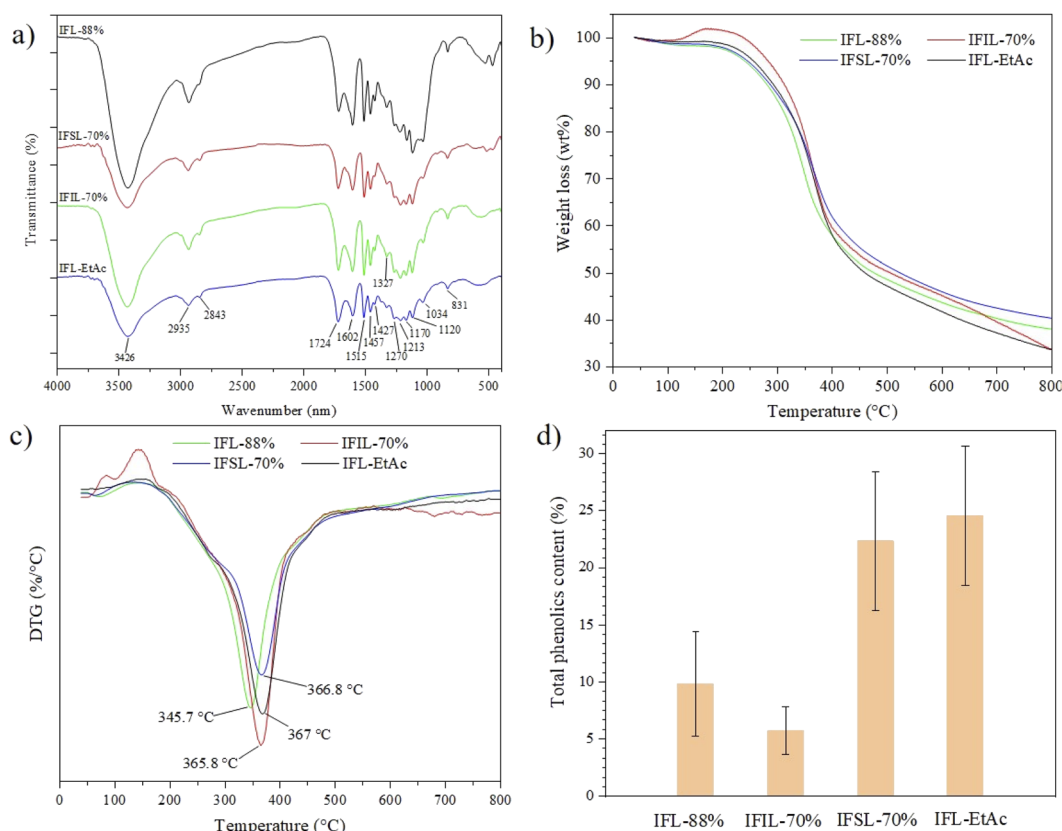 a)
IFL-88%
IFSL-70%
IFIL-70%
IFL-EtAc
Transmittance (%)
3426
2935
2843
1724
1602
1515
1457
1427
1327
1270
1213
1170
1120
1034
831
4000 3500 3000 2500 2000 1500 1000 500
Wavenumber (nm)
b)
IFL-88% IFIL-70%
IFSL-70% IFL-EtAc
Weight loss (wt%)
100
90
80
70
60
50
40
30
0 100 200 300 400 500 600 700 800
Temperature (°C)
c)
IFL-88% IFIL-70%
IFSL-70% IFL-EtAc
DTG (%/°C)
366.8 °C
345.7 °C
367 °C
365.8 °C
0 100 200 300 400 500 600 700 800
Temperature (°C)
d)
Total phenolics content (%)
30
25
20
15
10
5
0
IFL-88% IFIL-70% IFSL-70% IFL-EtAc